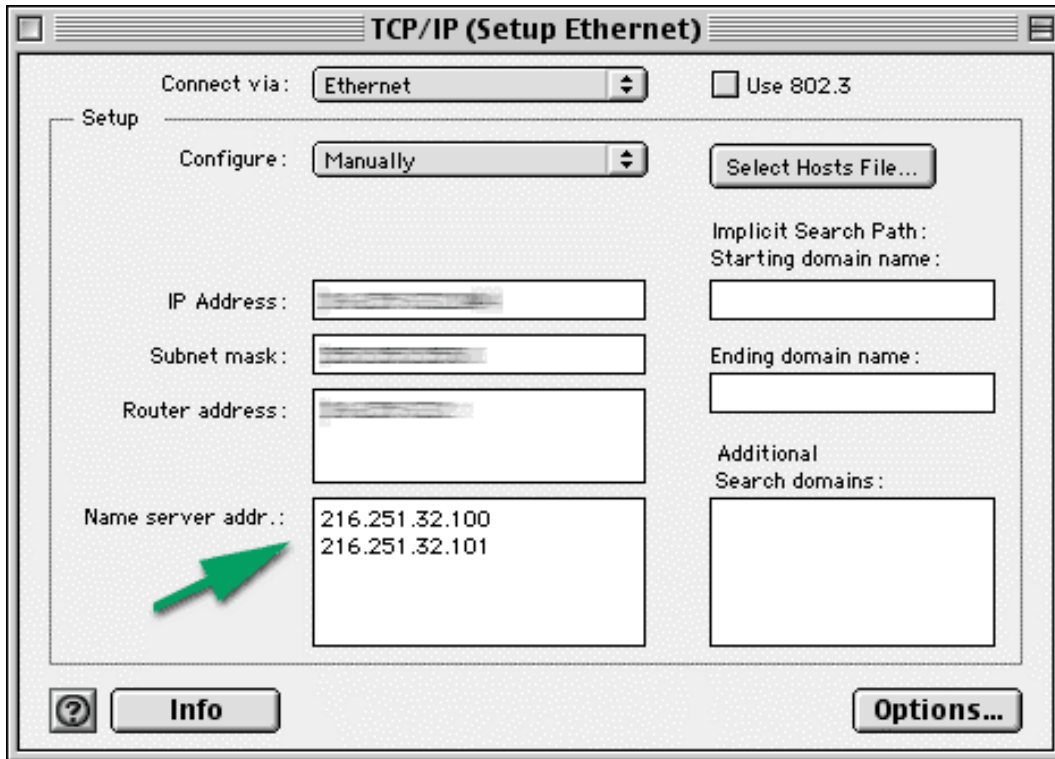 TCP/IP (Setup Ethernet)
Connect via: Ethernet
Use 802.3
Setup
Configure: Manually
Select Hosts File...
Implicit Search Path:
Starting domain name:
IP Address:
Subnet mask:
Ending domain name:
Router address:
Additional
Search domains:
Name server addr.: 216.251.32.100
216.251.32.101
?
Info
Options...